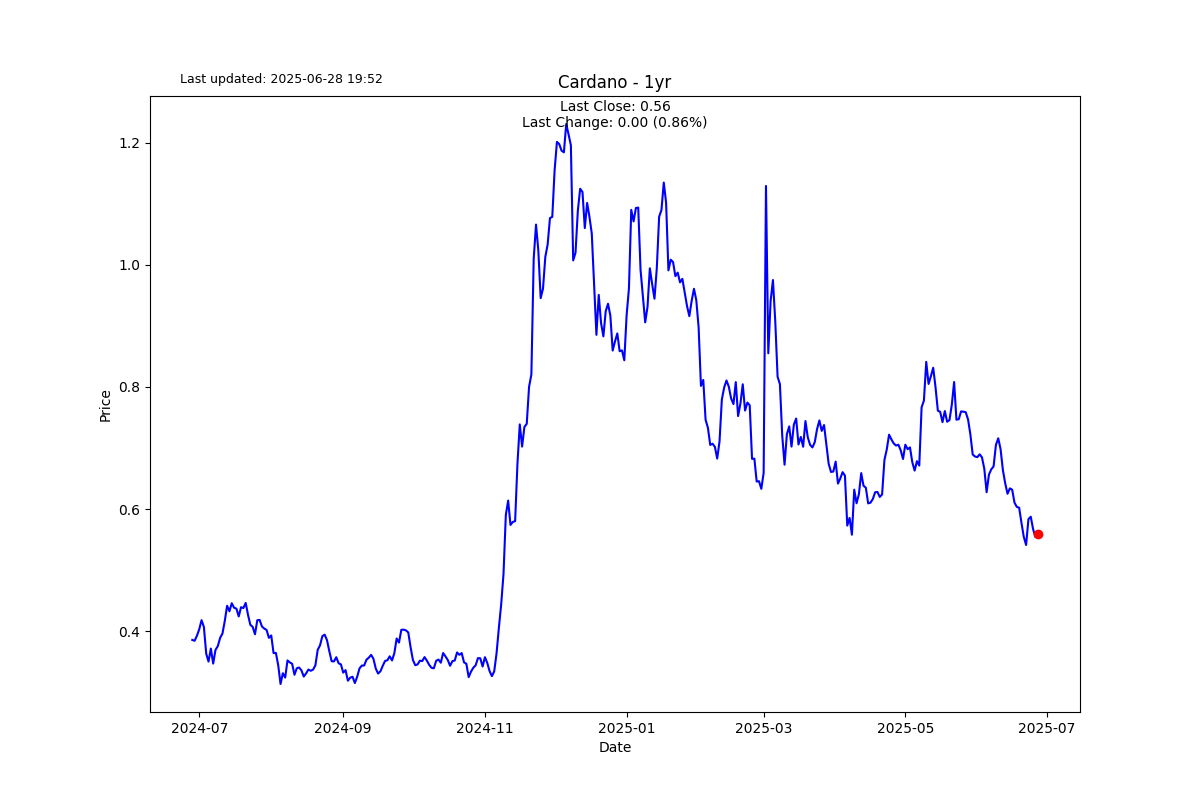 Last updated: 2025-06-28 19:52
Cardano - 1yr
Last Close: 0.56
Last Change: 0.00 (0.86%)
1.2
1.0
0.8
0.6
0.4
Price
2024-07
2024-09
2024-11
2025-01
2025-03
2025-05
2025-07
Date